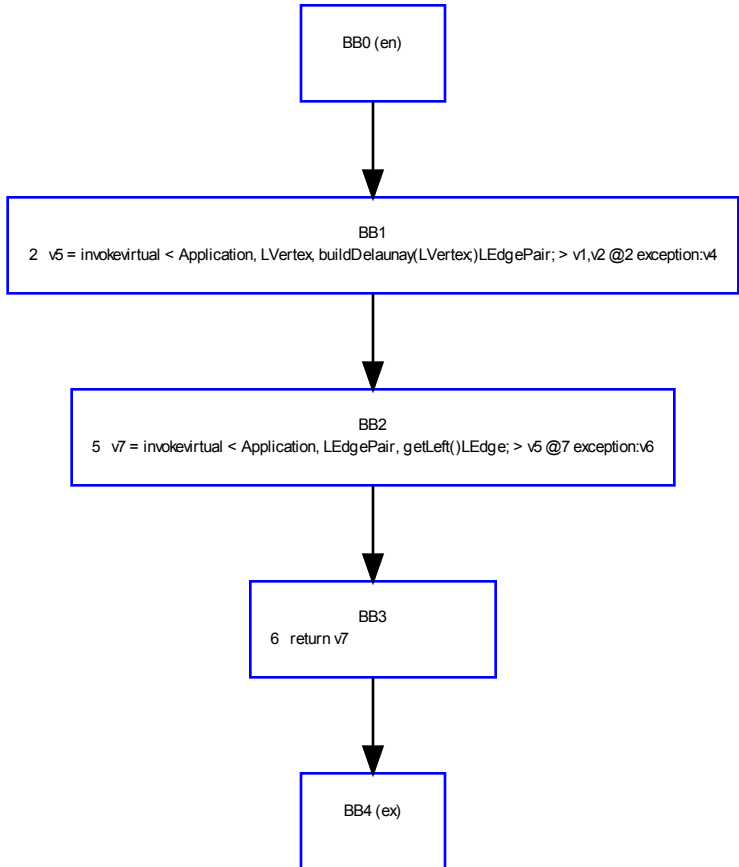 BB0 (en)
BB1
2 v5 = invokevirtual < Application, LVertex, buildDelaunay(LVertex;)LEdgePair; > v1,v2 @2 exception:v4
BB2
5 v7 = invokevirtual < Application, LEdgePair, getLeft()LEdge; > v5 @7 exception:v6
BB3
6 return v7
BB4 (ex)